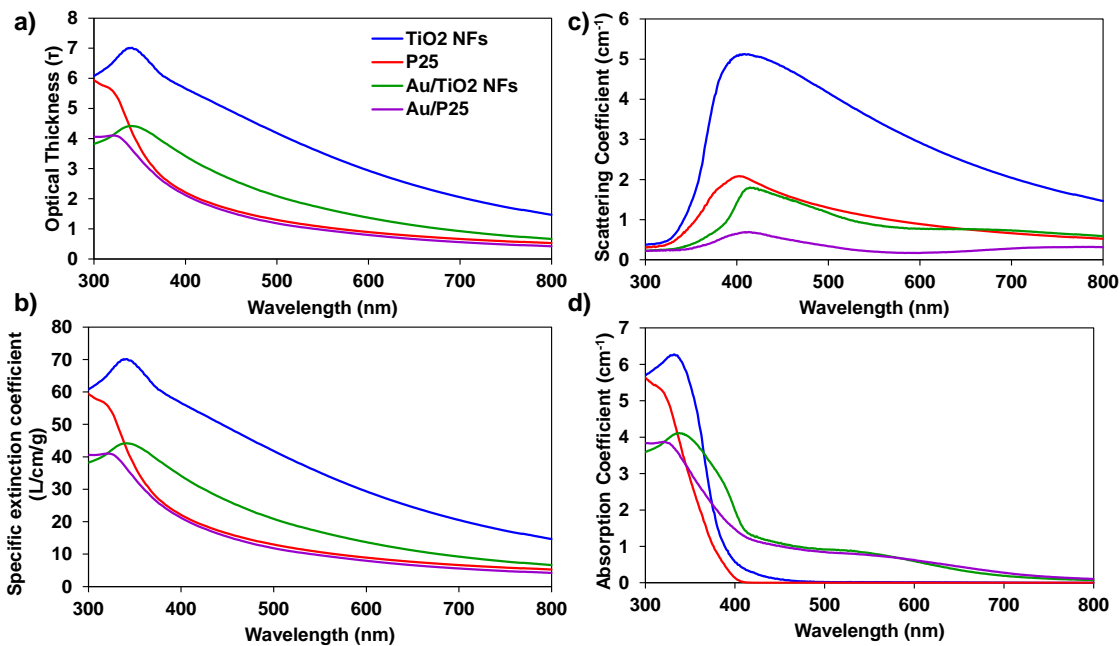 a)
8
7
6
5
4
3
2
1
0
Optical Thickness (τ)
300 400 500 600 700 800
Wavelength (nm)
TiO2 NFs
P25
Au/TiO2 NFs
Au/P25
c)
6
5
4
3
2
1
0
Scattering Coefficient (cm⁻¹)
300 400 500 600 700 800
Wavelength (nm)
b)
80
70
60
50
40
30
20
10
0
Specific extinction coefficient
(L/cm/g)
300 400 500 600 700 800
Wavelength (nm)
d)
7
6
5
4
3
2
1
0
Absorption Coefficient (cm⁻¹)
300 400 500 600 700 800
Wavelength (nm)